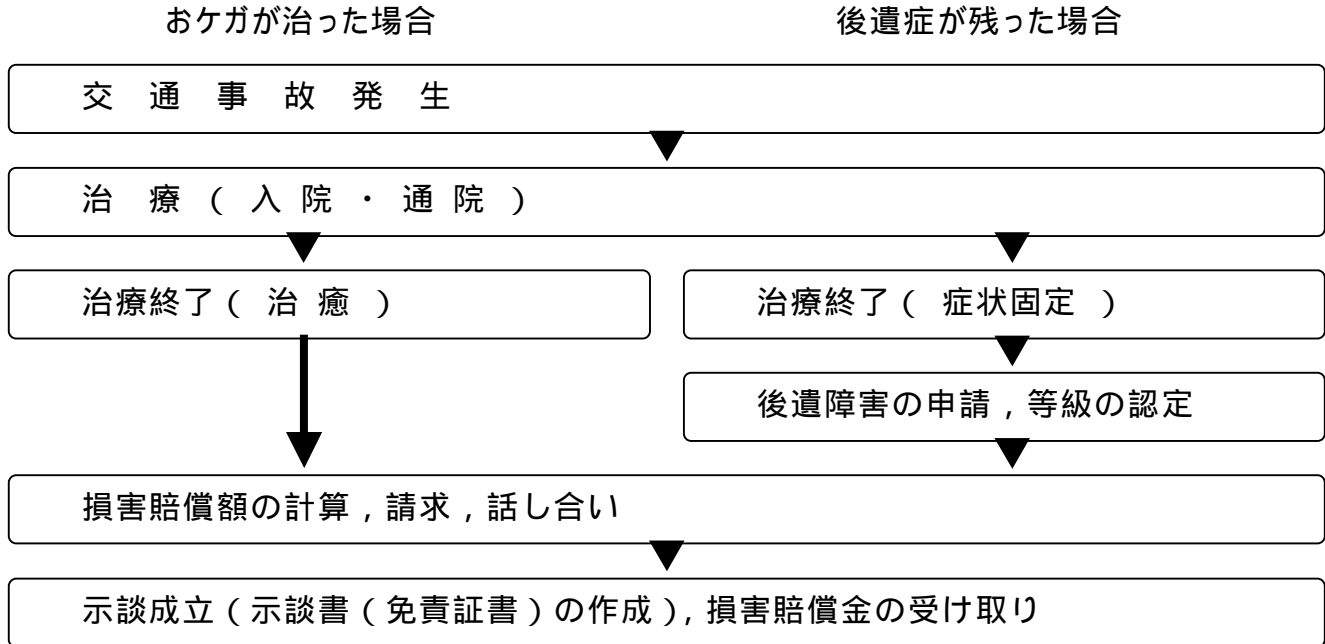 おケガが治った場合 後遺症が残った場合
交 通 事 故 発 生
治 療 ( 入 院 ・ 通 院 )
治療終了 ( 治 癒 ) 治療終了 ( 症状固定 )
後遺障害の申請 , 等級の認定
損害賠償額の計算 , 請求 , 話し合い
示談成立 ( 示談書 ( 免責証書 ) の作成 ) , 損害賠償金の受け取り